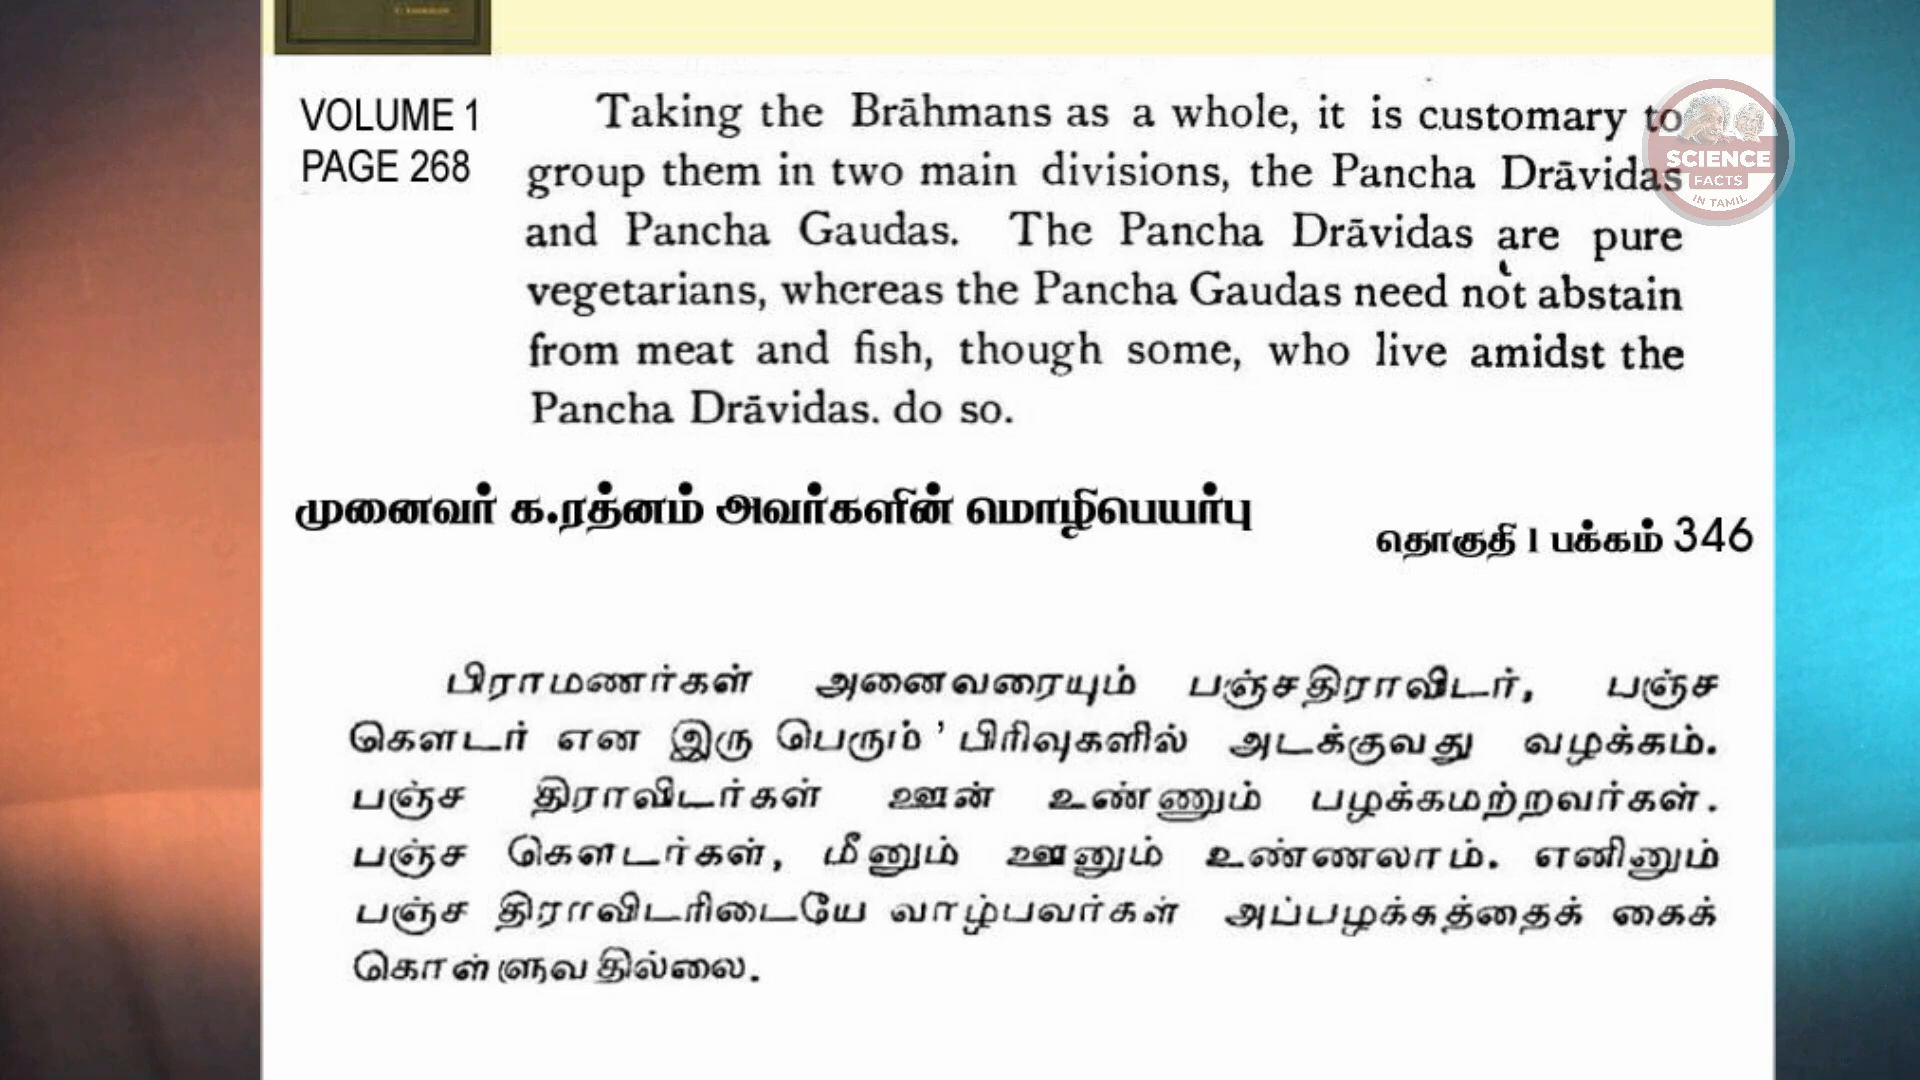 VOLUME 1
PAGE 268
Taking the Brāhmans as a whole, it is customary to
group them in two main divisions, the Pancha Drāvidas
and Pancha Gaudas. The Pancha Drāvidas are pure
vegetarians, whereas the Pancha Gaudas need not abstain
from meat and fish, though some, who live amidst the
Pancha Drāvidas. do so.
SCIENCE
FACTS
IN TAMIL
முனைவர் க.ரத்னம் அவர்களின் மொழிபெயர்பு
தொகுதி 1 பக்கம் 346
பிராமணர்கள் அனைவரையும் பஞ்சதிராவிடர், பஞ்ச
கௌடர் என இரு பெரும் ' பிரிவுகளில் அடக்குவது வழக்கம்.
பஞ்ச திராவிடர்கள் ஊன் உண்ணும் பழக்கமற்றவர்கள்.
பஞ்ச கௌடர்கள், மீனும் ஊனும் உண்ணலாம். எனினும்
பஞ்ச திராவிடரிடையே வாழ்பவர்கள் அப்பழக்கத்தைக் கைக்
கொள்ளுவதில்லை.